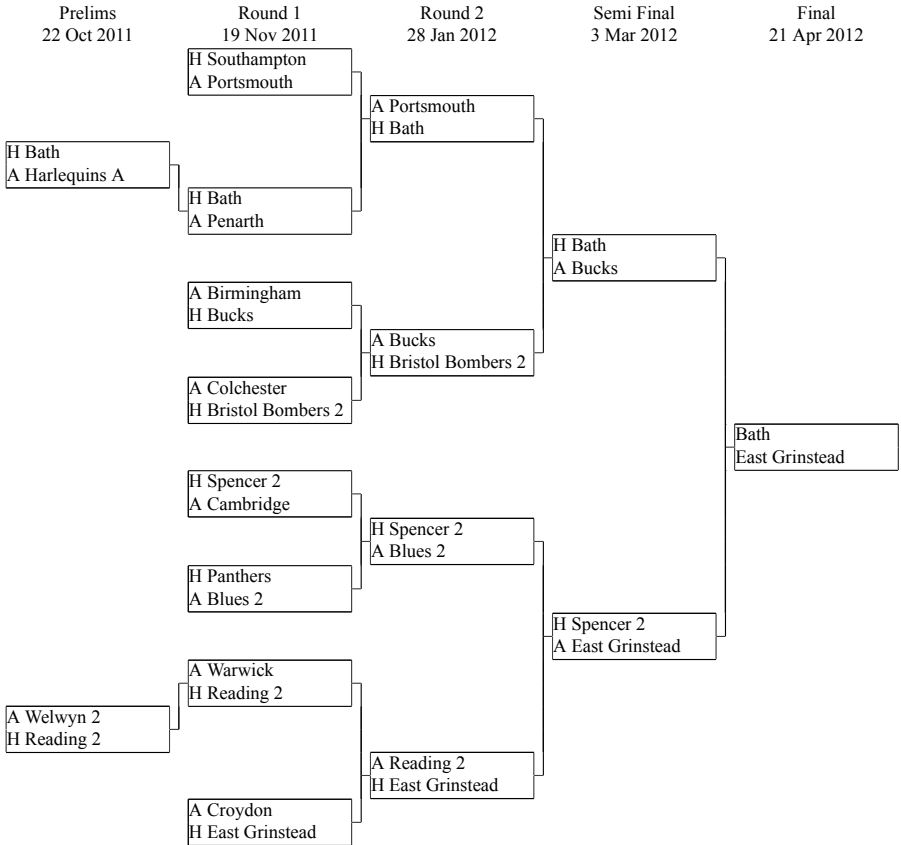 Prelims
22 Oct 2011
Round 1
19 Nov 2011
Round 2
28 Jan 2012
Semi Final
3 Mar 2012
Final
21 Apr 2012
H Bath
A Harlequins A
A Welwyn 2
H Reading 2
H Southampton
A Portsmouth
H Bath
A Penarth
A Birmingham
H Bucks
A Colchester
H Bristol Bombers 2
H Spencer 2
A Cambridge
H Panthers
A Blues 2
A Warwick
H Reading 2
A Croydon
H East Grinstead
A Portsmouth
H Bath
A Bucks
H Bristol Bombers 2
H Spencer 2
A Blues 2
A Reading 2
H East Grinstead
H Bath
A Bucks
H Spencer 2
A East Grinstead
Bath
East Grinstead